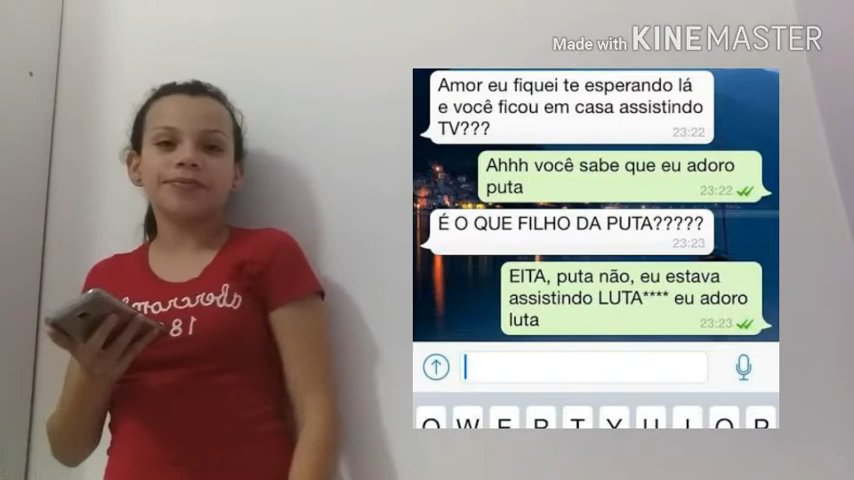 Made with KINEMASTER
Amor eu fiquei te esperando lá
e você ficou em casa assistindo
TV???
23:22
Ahhh você sabe que eu adoro
puta
23:22
É O QUE FILHO DA PUTA?????
23:23
EITA, puta não, eu estava
assistindo LUTA**** eu adoro
luta
23:23
Q W E R T Y U I O P
81